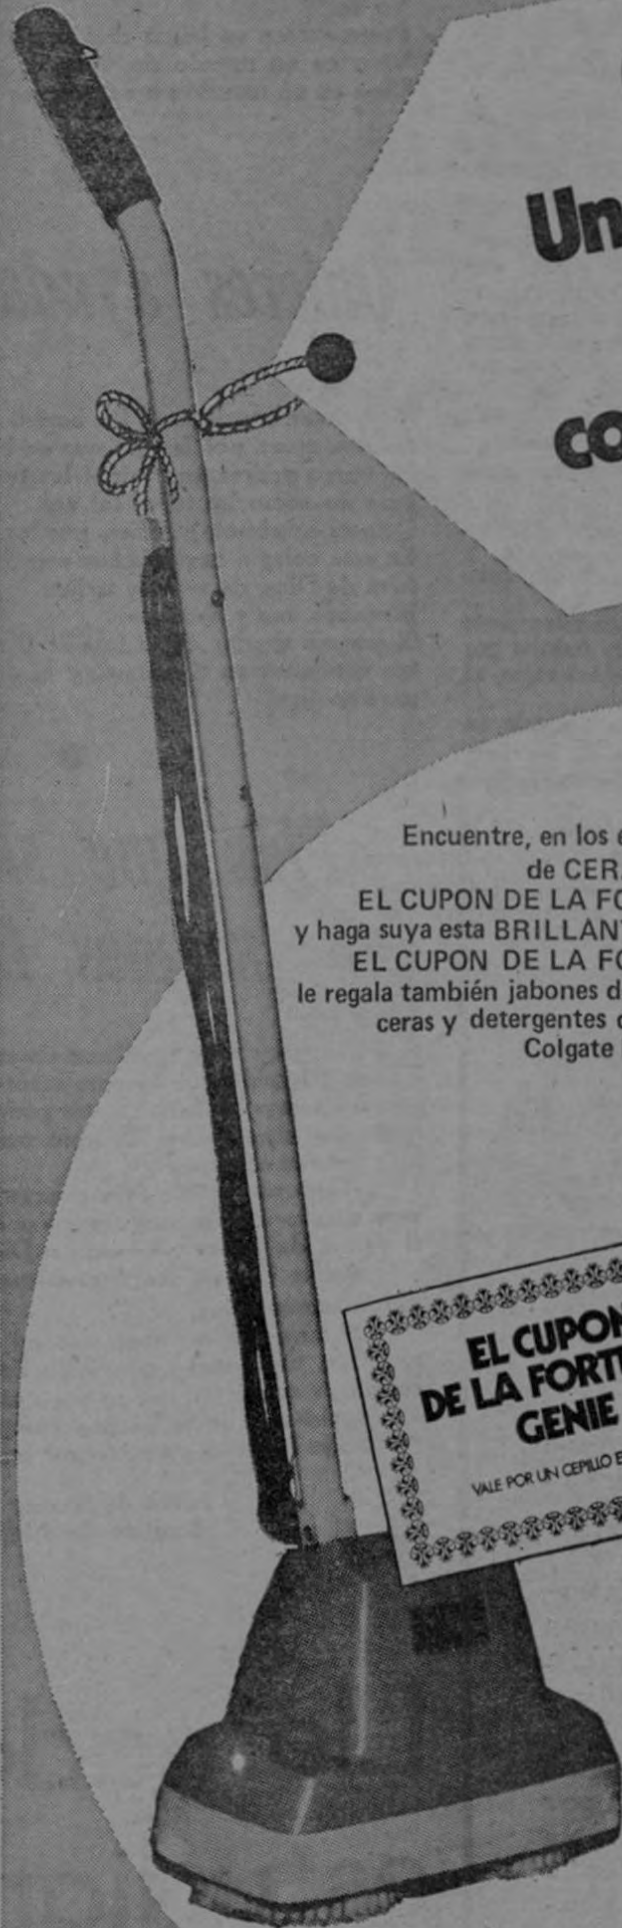 Un
co
Encuentre, en los
de CER
EL CUPON DE LA FO
y haga suya esta BRILLAN
EL CUPON DE LA FO
le regala también jabones d
ceras y detergentes
Colgate
EL CUPON
DE LA FORT
GENIE
VALE POR UN CEPILLO E